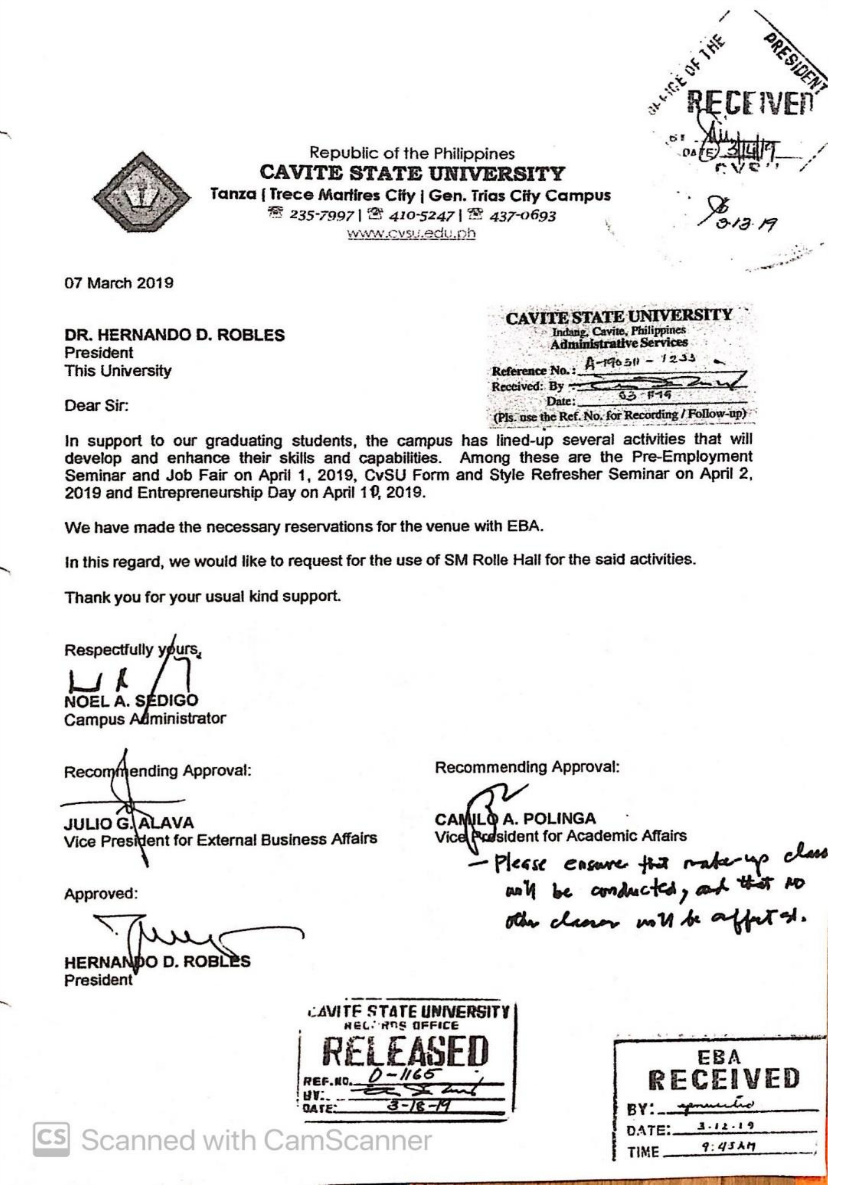 OFFICE OF THE PRESIDENT
RECEIVED
DATE: 3/14/19
3-13-19
Republic of the Philippines
CAVITE STATE UNIVERSITY
Tanza | Trece Martires City | Gen. Trias City Campus
235-7997 | 410-5247 | 437-0693
www.cvsu.edu.ph
07 March 2019
CAVITE STATE UNIVERSITY
Indang, Cavite, Philippines
Administrative Services
Reference No.:
Received: By
Date:
(Pls. use the Ref. No. for Recording / Follow-up)
DR. HERNANDO D. ROBLES
President
This University
Dear Sir:
In support to our graduating students, the campus has lined-up several activities that will
develop and enhance their skills and capabilities. Among these are the Pre-Employment
Seminar and Job Fair on April 1, 2019, CvSU Form and Style Refresher Seminar on April 2,
2019 and Entrepreneurship Day on April 10, 2019.
We have made the necessary reservations for the venue with EBA.
In this regard, we would like to request for the use of SM Rolle Hall for the said activities.
Thank you for your usual kind support.
Respectfully yours,
NOEL A. SEDIGO
Campus Administrator
Recommending Approval:
JULIO G. ALAVA
Vice President for External Business Affairs
Recommending Approval:
CAMILO A. POLINGA
Vice President for Academic Affairs
- Please ensure that make-up class
will be conducted, and that no
other classes will be affected.
Approved:
HERNANDO D. ROBLES
President
CAVITE STATE UNIVERSITY
RECORDS OFFICE
RELEASED
REF. NO. D-1165
BY:
DATE: 3-18-19
EBA
RECEIVED
BY:
DATE: 3-12-19
TIME 9:43 AM
CS Scanned with CamScanner